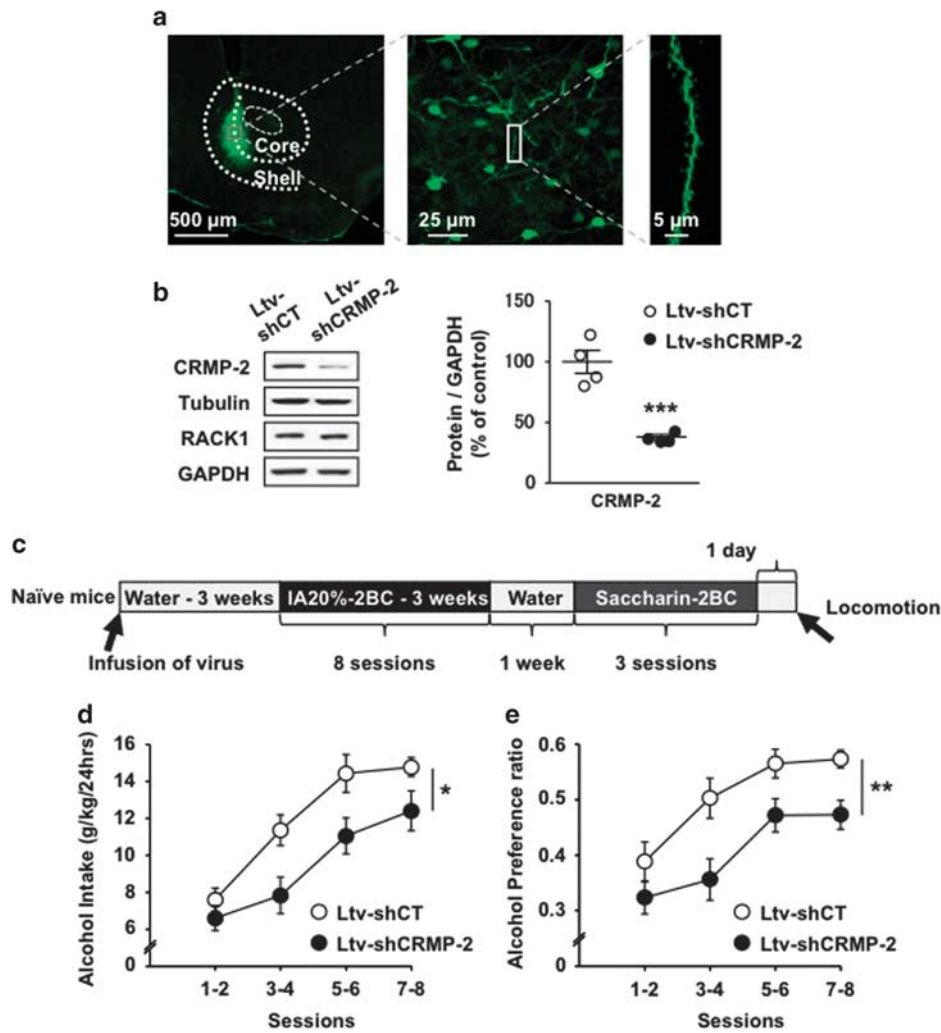 a
Core
Shell
500 µm
25 µm
5 µm
b
Ltv-
shCT
Ltv-
shCRMP-2
CRMP-2
Tubulin
RACK1
GAPDH
Protein / GAPDH
(% of control)
150
100
50
0
***
CRMP-2
Ltv-shCT
Ltv-shCRMP-2
c
1 day
Naïve mice
Water - 3 weeks
IA20%-2BC - 3 weeks
Water
Saccharin-2BC
Locomotion
Infusion of virus
8 sessions
1 week
3 sessions
d
Alcohol Intake (g/kg/24hrs)
16
14
12
10
8
6
0
*
Ltv-shCT
Ltv-shCRMP-2
1-2
3-4
5-6
7-8
Sessions
e
Alcohol Preference ratio
0.6
0.5
0.4
0.3
0
**
Ltv-shCT
Ltv-shCRMP-2
1-2
3-4
5-6
7-8
Sessions